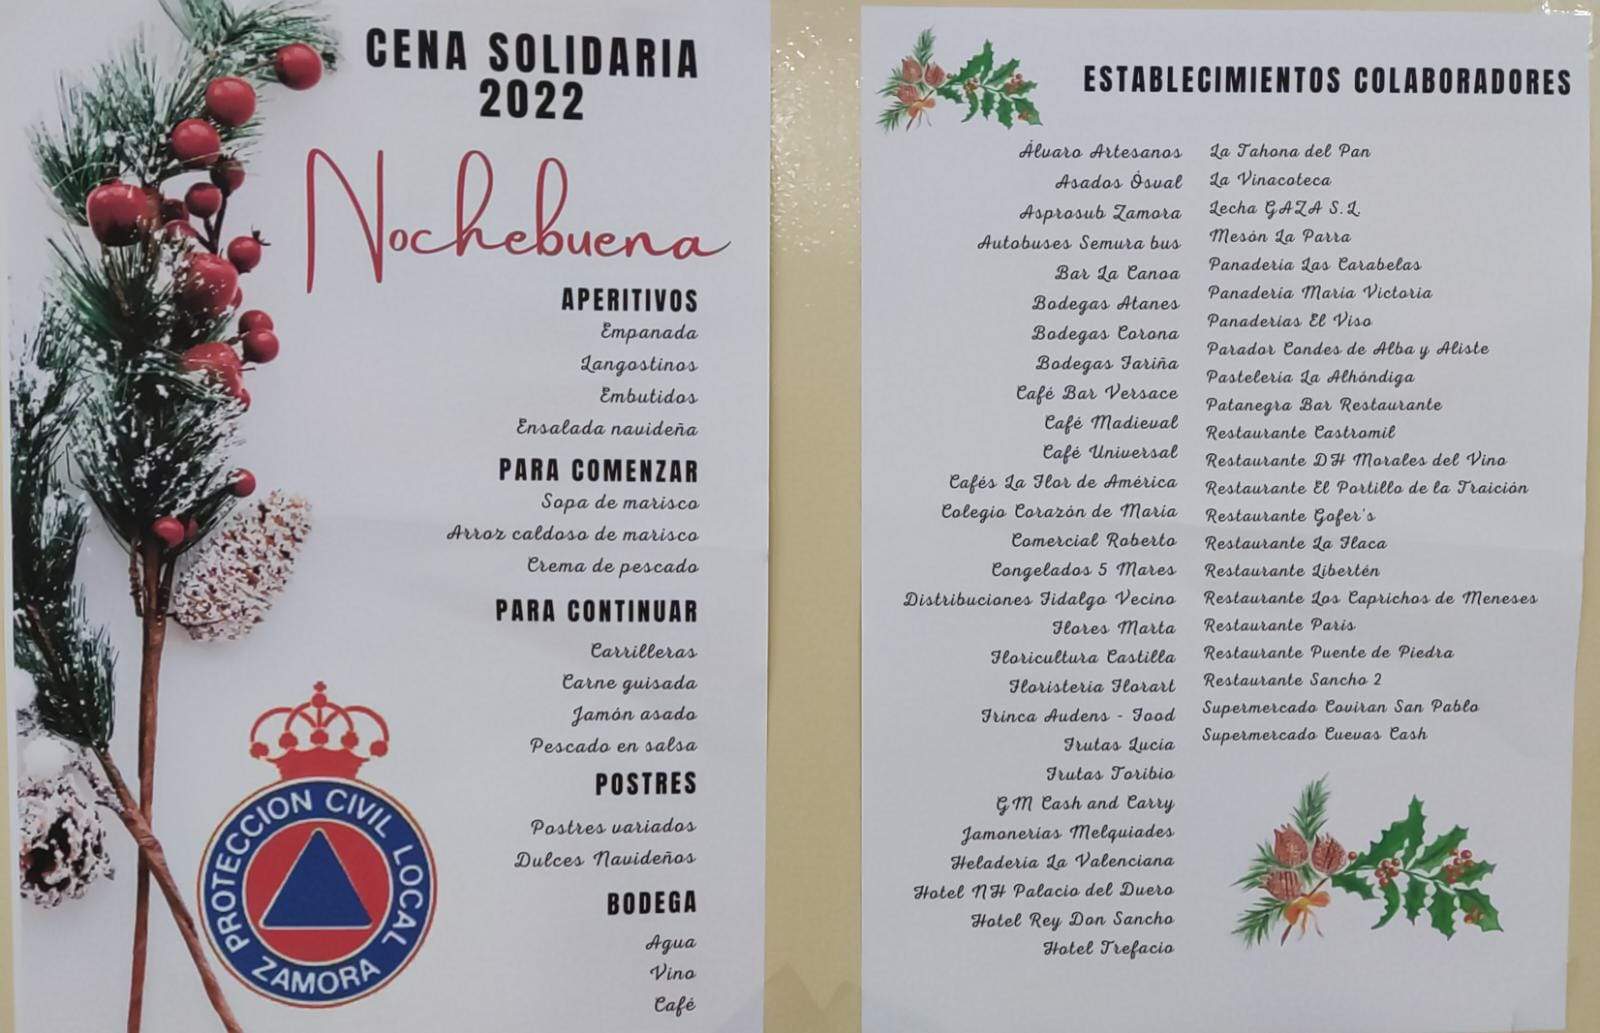 CENA SOLIDARIA
2022
Nochebuena
APERITIVOS
Empanada
Langostinos
Embutidos
Ensalada navideña
PARA COMENZAR
Sopa de marisco
Arroz caldoso de marisco
Crema de pescado
PARA CONTINUAR
Carrilleras
Carne guisada
Jamón asado
Pescado en salsa
POSTRES
Postres variados
Dulces Navideños
BODEGA
Agua
Vino
Café
PROTECCION CIVIL LOCAL
ZAMORA
ESTABLECIMIENTOS COLABORADORES
Álvaro Artesanos
Asados Ósval
Asprosub Zamora
Autobuses Semura bus
Bar La Canoa
Bodegas Atanes
Bodegas Corona
Bodegas Fariña
Café Bar Versace
Café Madieval
Café Universal
Cafés La Flor de América
Colegio Corazón de María
Comercial Roberto
Congelados 5 Mares
Distribuciones Fidalgo Vecino
Flores Marta
Floricultura Castilla
Floristería Florart
Frinca Audens - Food
Frutas Lucía
Frutas Toribio
GM Cash and Carry
Jamonerías Melquiades
Heladería La Valenciana
Hotel NH Palacio del Duero
Hotel Rey Don Sancho
Hotel Trefacio
La Tahona del Pan
La Vinacoteca
Lecha GAZA S.L.
Mesón La Parra
Panadería Las Carabelas
Panadería María Victoria
Panaderías El Viso
Parador Condes de Alba y Aliste
Pastelería La Alhóndiga
Patanegra Bar Restaurante
Restaurante Castromil
Restaurante DH Morales del Vino
Restaurante El Portillo de la Traición
Restaurante Gofer's
Restaurante La Flaca
Restaurante Libertén
Restaurante Los Caprichos de Meneses
Restaurante París
Restaurante Puente de Piedra
Restaurante Sancho 2
Supermercado Coviran San Pablo
Supermercado Cuevas Cash